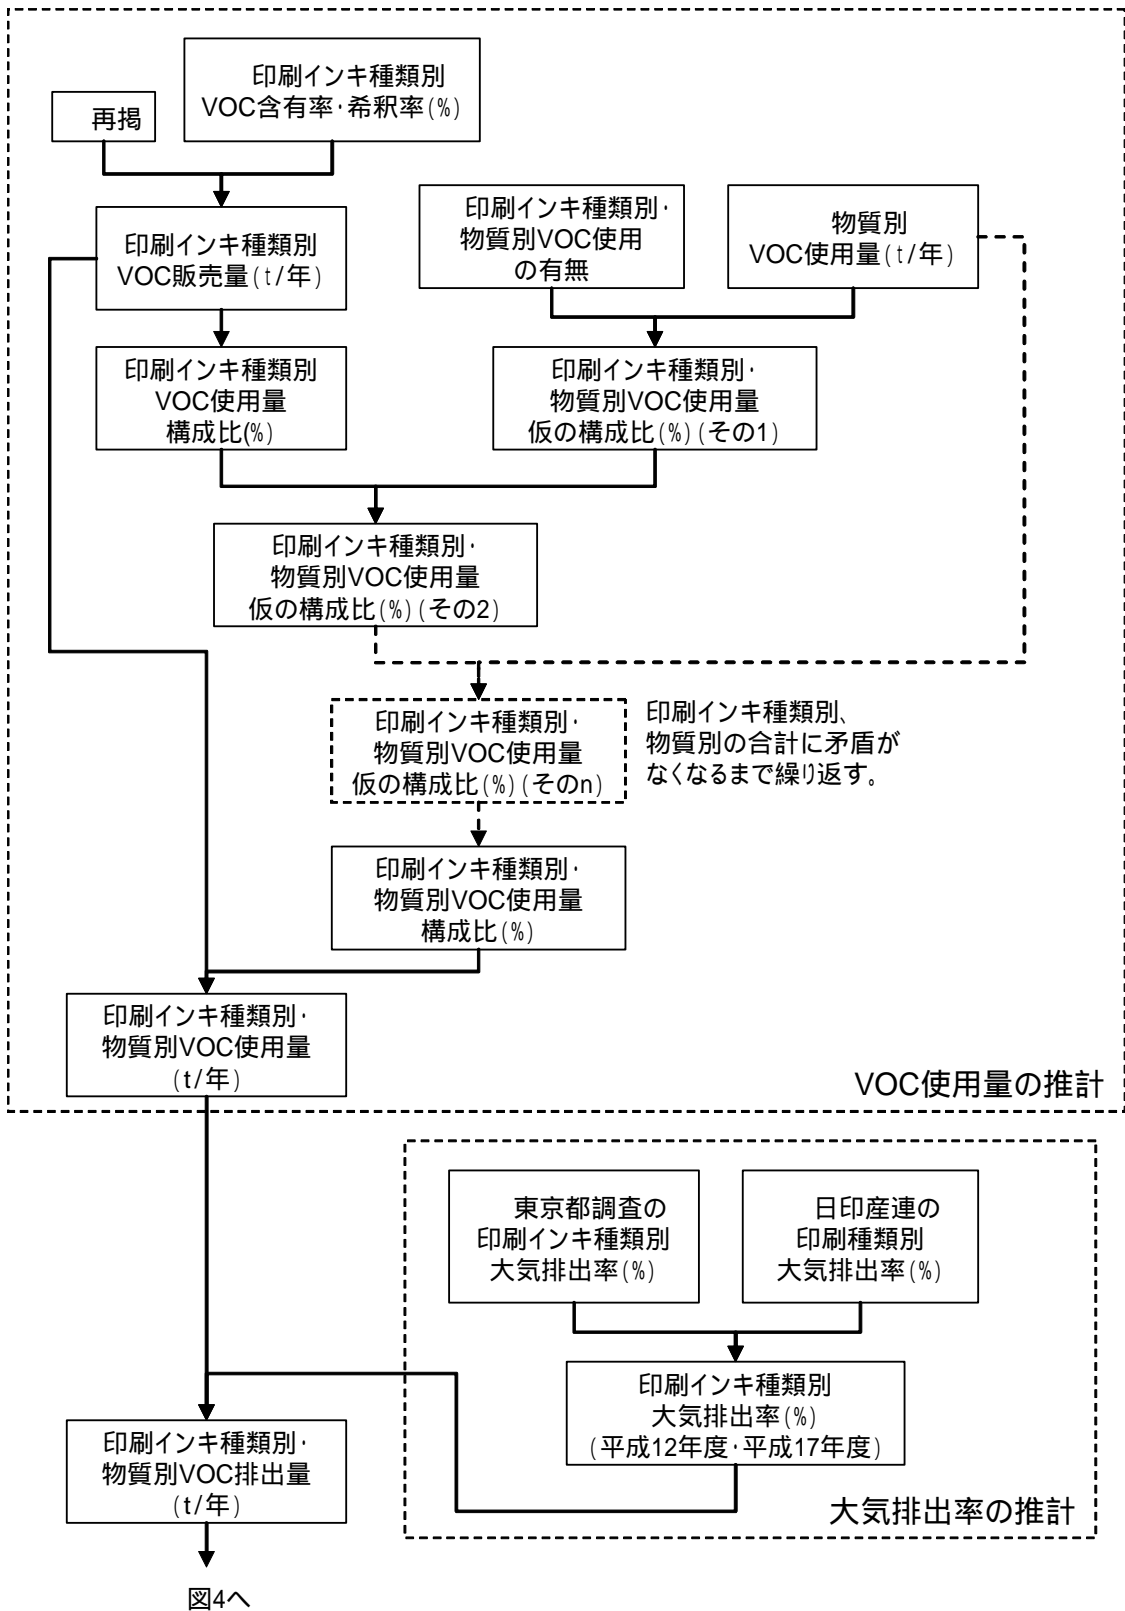 印刷インキ種類別
VOC含有率・希釈率(%)
再掲
印刷インキ種類別
VOC販売量(t/年)
印刷インキ種類別・
物質別VOC使用
の有無
物質別
VOC使用量(t/年)
印刷インキ種類別
VOC使用量
構成比(%)
印刷インキ種類別・
物質別VOC使用量
仮の構成比(%)(その1)
印刷インキ種類別・
物質別VOC使用量
仮の構成比(%)(その2)
印刷インキ種類別・
物質別VOC使用量
仮の構成比(%)(そのn)
印刷インキ種類別、
物質別の合計に矛盾が
なくなるまで繰り返す。
印刷インキ種類別・
物質別VOC使用量
構成比(%)
印刷インキ種類別・
物質別VOC使用量
(t/年)
VOC使用量の推計
東京都調査の
印刷インキ種類別
大気排出率(%)
日印産連の
印刷種類別
大気排出率(%)
印刷インキ種類別
大気排出率(%)
(平成12年度・平成17年度)
大気排出率の推計
印刷インキ種類別・
物質別VOC排出量
(t/年)
図4へ